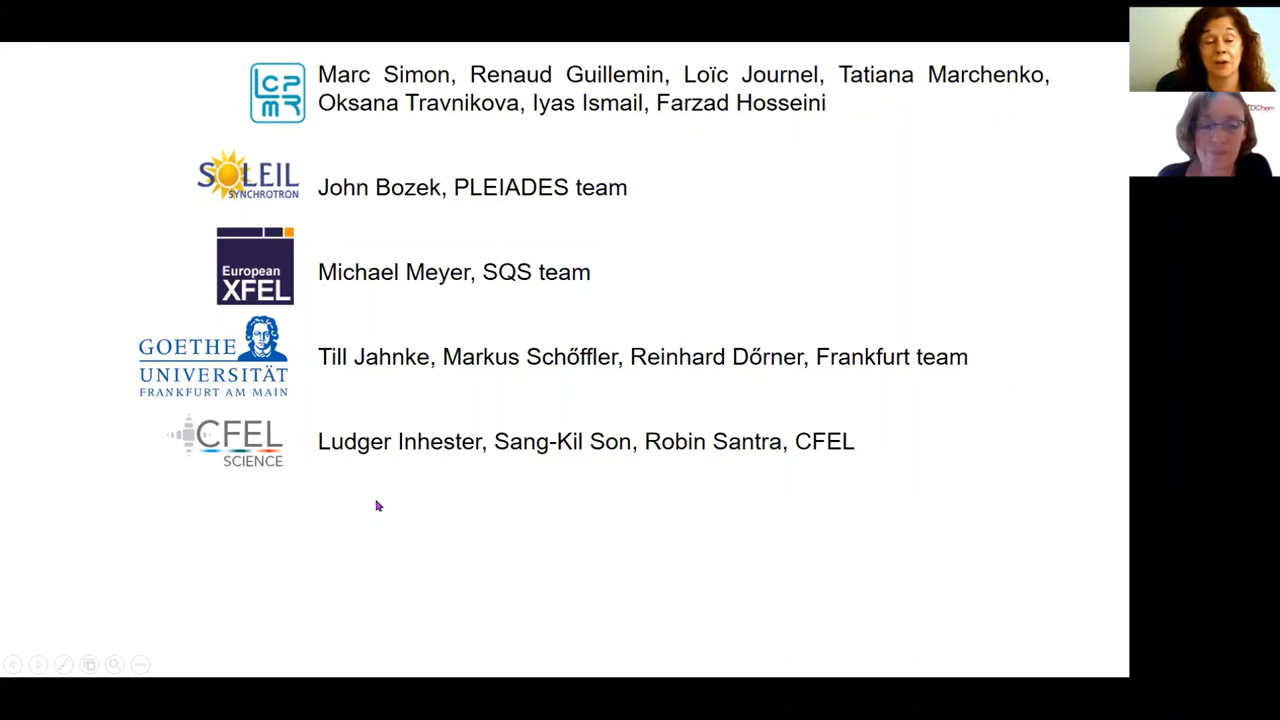 LCPMR
Marc Simon, Renaud Guillemin, Loïc Journel, Tatiana Marchenko,
Oksana Travnikova, Iyas Ismail, Farzad Hosseini
SOLEIL
SYNCHROTRON
John Bozek, PLEIADES team
European
XFEL
Michael Meyer, SQS team
GOETHE
UNIVERSITÄT
FRANKFURT AM MAIN
Till Jahnke, Markus Schőffler, Reinhard Dőrner, Frankfurt team
CFEL
SCIENCE
Ludger Inhester, Sang-Kil Son, Robin Santra, CFEL